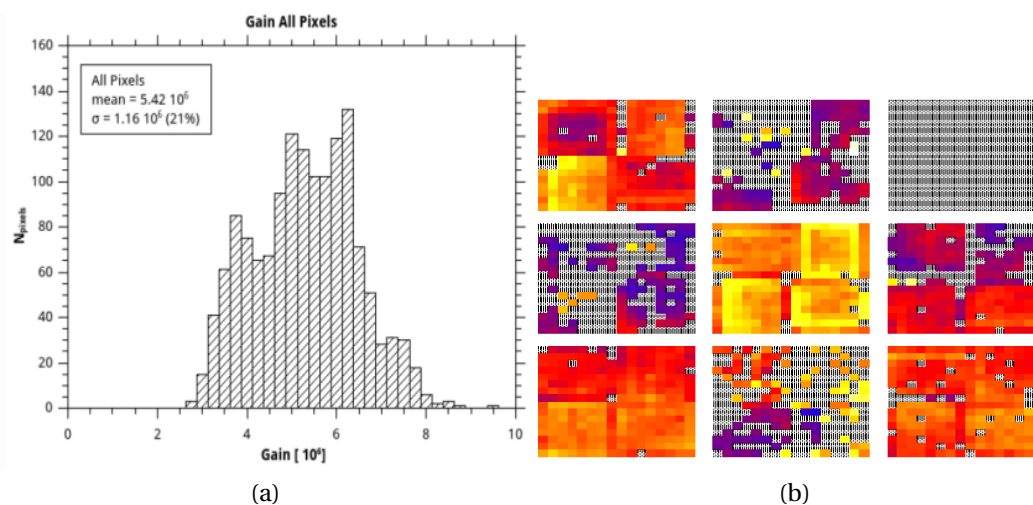 Gain All Pixels
160
140
120
100
80
60
40
20
0
N_pixels
All Pixels
mean = 5.42 10⁶
σ = 1.16 10⁶ (21%)
0 2 4 6 8 10
Gain [ 10⁶]
(a) (b)